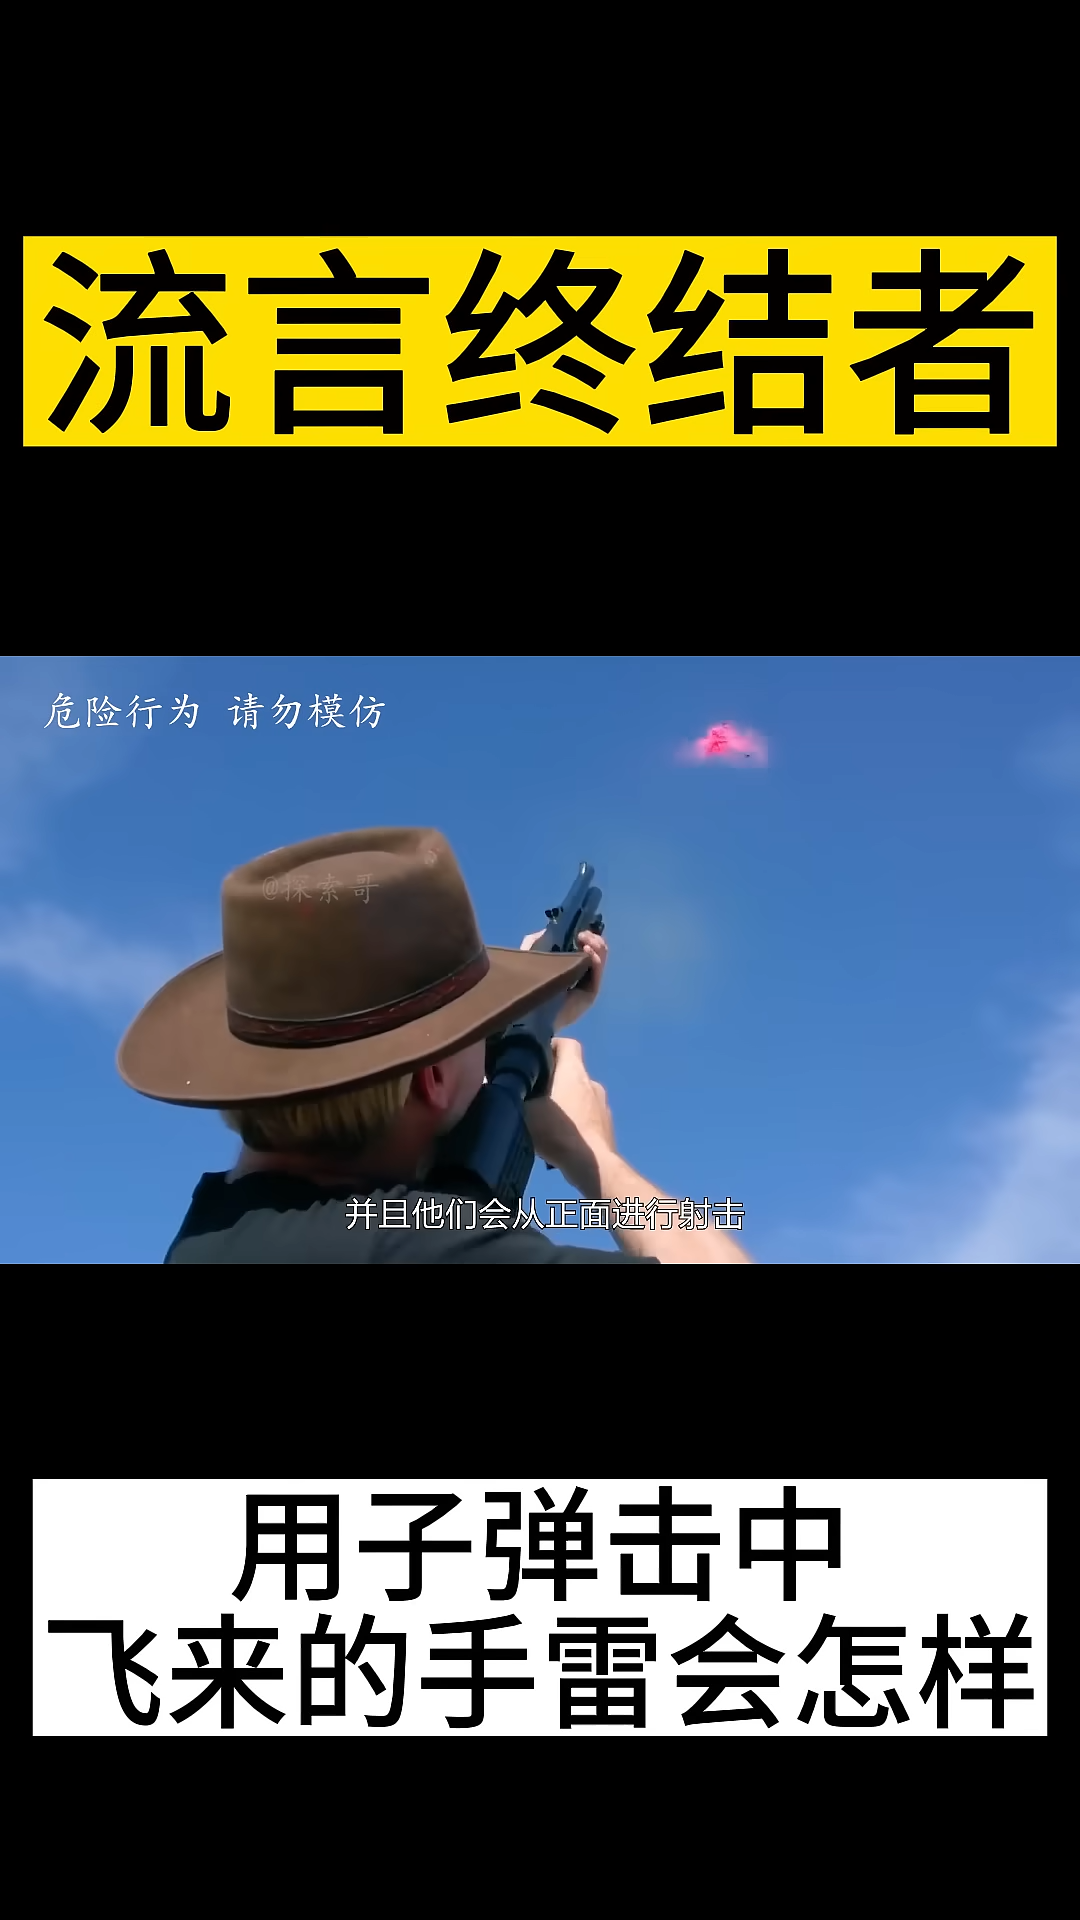 流言终结者
危险行为 请勿模仿
@探索哥
并且他们会从正面进行射击
用子弹击中
飞来的手雷会怎样